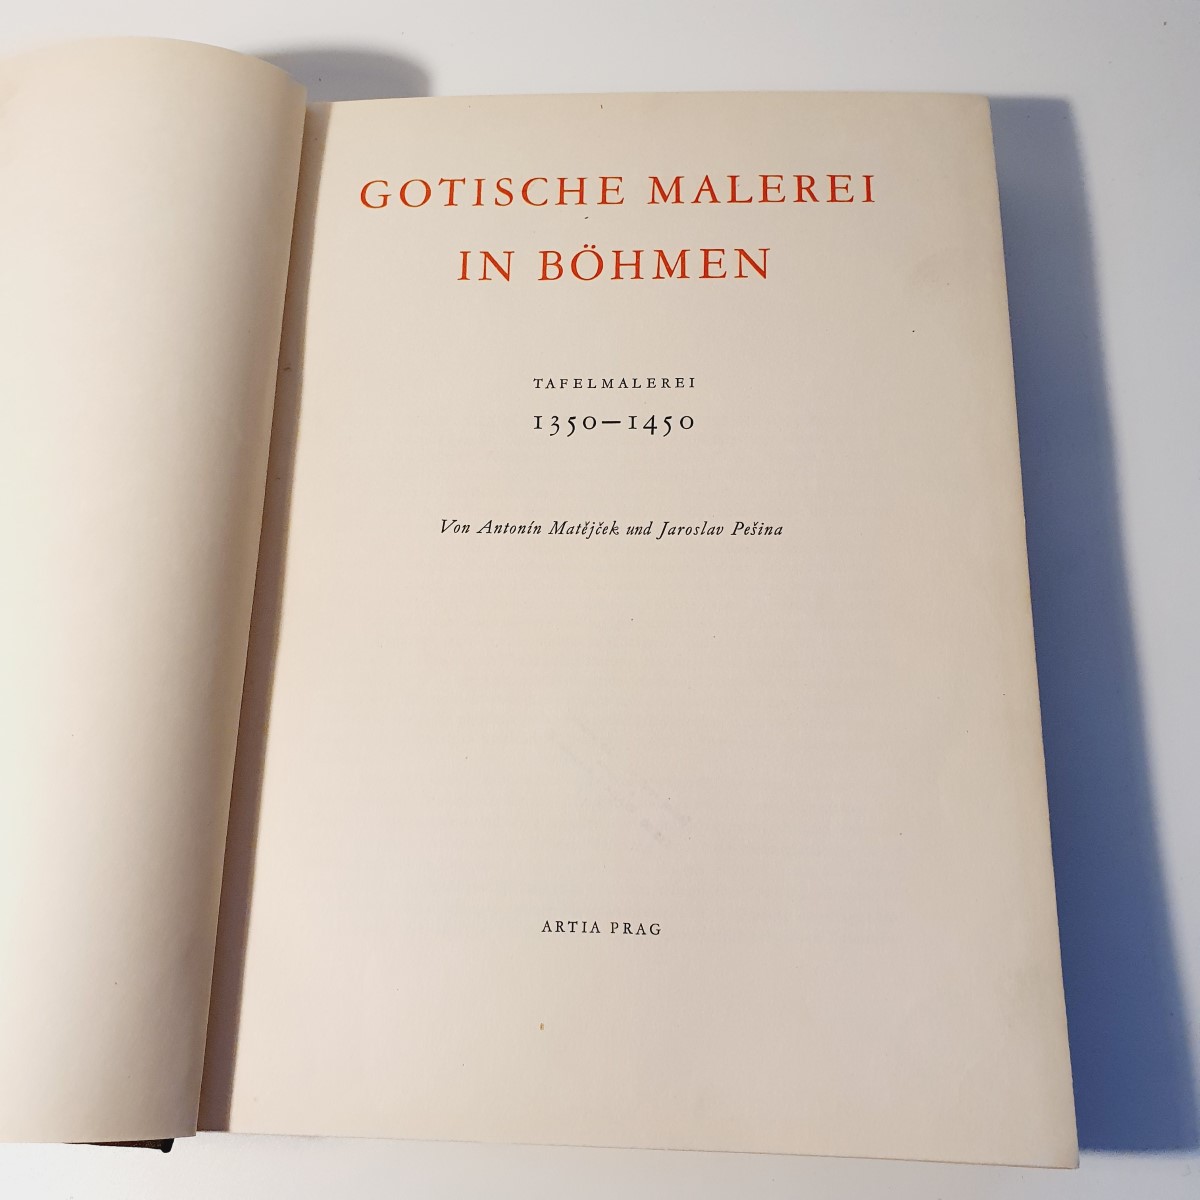 GOTISCHE MALEREI
IN BÖHMEN
TAFELMALEREI
1350—1450
Von Antonín Matějček und Jaroslav Pešina
ARTIA PRAG